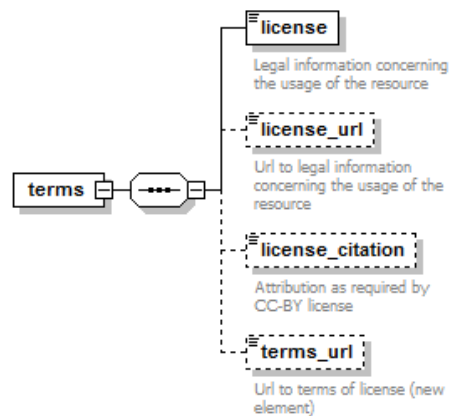 license
Legal information concerning
the usage of the resource
license_url
Url to legal information
concerning the usage of the
resource
terms
license_citation
Attribution as required by
CC-BY license
terms_url
Url to terms of license (new
element)